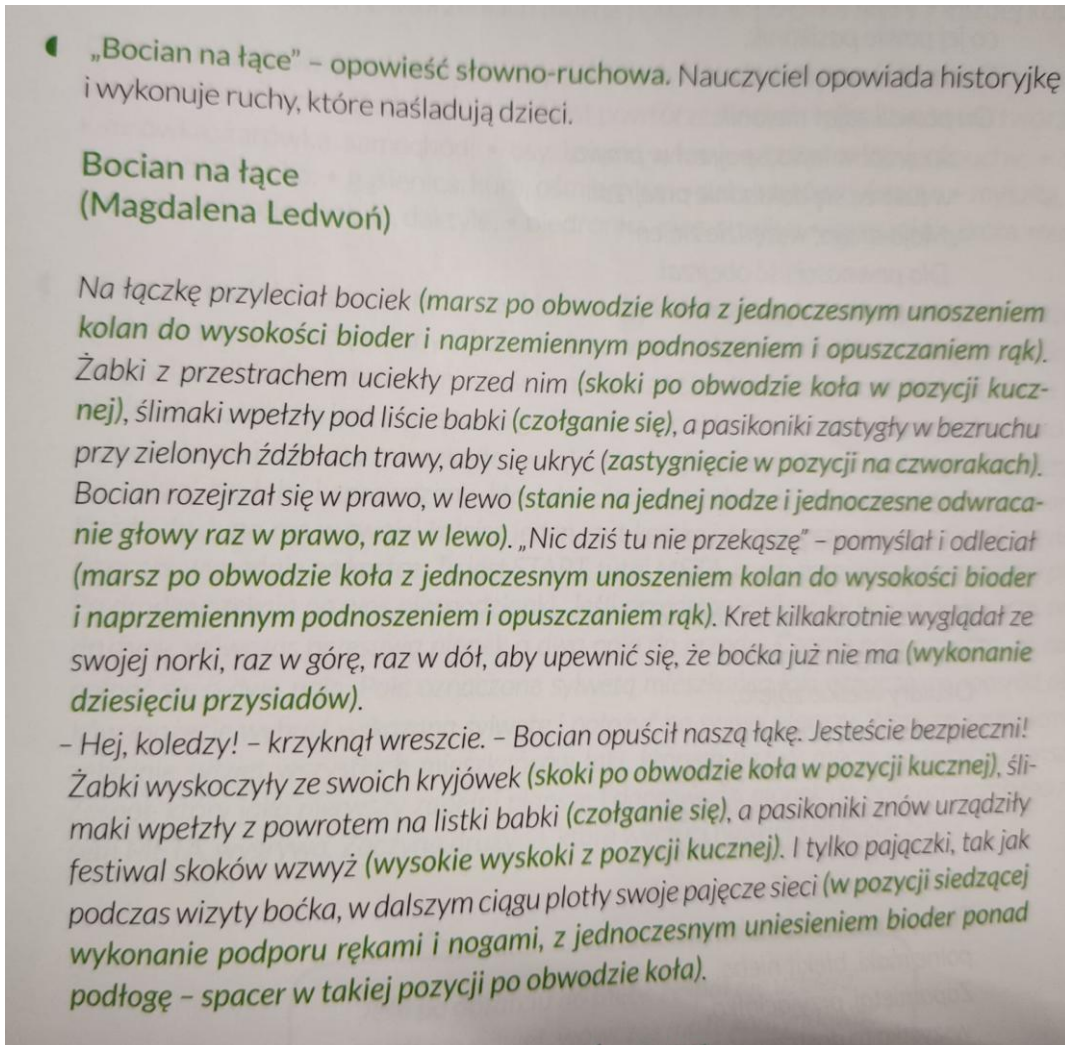 „Bocian na łące” – opowieść słowno-ruchowa. Nauczyciel opowiada historyjkę
i wykonuje ruchy, które naśladują dzieci.
Bocian na łące
(Magdalena Ledwoń)
Na łączkę przyleciał bociek (marsz po obwodzie koła z jednoczesnym unoszeniem
kolan do wysokości bioder i naprzemiennym podnoszeniem i opuszczaniem rąk).
Żabki z przestrachem uciekły przed nim (skoki po obwodzie koła w pozycji kucz-
nej), ślimaki wpełzły pod liście babki (czołganie się), a pasikoniki zastygły w bezruchu
przy zielonych źdźbłach trawy, aby się ukryć (zastygnięcie w pozycji na czworakach).
Bocian rozejrzał się w prawo, w lewo (stanie na jednej nodze i jednoczesne odwraca-
nie głowy raz w prawo, raz w lewo). „Nic dziś tu nie przekąszę” – pomyślał i odleciał
(marsz po obwodzie koła z jednoczesnym unoszeniem kolan do wysokości bioder
i naprzemiennym podnoszeniem i opuszczaniem rąk). Kret kilkakrotnie wyglądał ze
swojej norki, raz w górę, raz w dół, aby upewnić się, że boćka już nie ma (wykonanie
dziesięciu przysiadów).
– Hej, koledzy! – krzyknął wreszcie. – Bocian opuścił naszą łąkę. Jesteście bezpieczni!
Żabki wyskoczyły ze swoich kryjówek (skoki po obwodzie koła w pozycji kucznej), śli-
maki wpełzły z powrotem na listki babki (czołganie się), a pasikoniki znów urządziły
festiwal skoków wzwyż (wysokie wyskoki z pozycji kucznej). I tylko pajączki, tak jak
podczas wizyty boćka, w dalszym ciągu plotły swoje pajęcze sieci (w pozycji siedzącej
wykonanie podporu rękami i nogami, z jednoczesnym uniesieniem bioder ponad
podłogę – spacer w takiej pozycji po obwodzie koła).